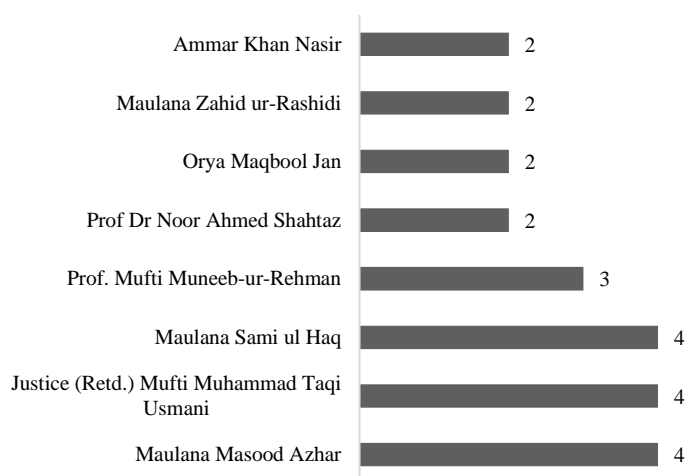 Ammar Khan Nasir 2
Maulana Zahid ur-Rashidi 2
Orya Maqbool Jan 2
Prof Dr Noor Ahmed Shahtaz 2
Prof. Mufti Muneeb-ur-Rehman 3
Maulana Sami ul Haq 4
Justice (Retd.) Mufti Muhammad Taqi
Usmani 4
Maulana Masood Azhar 4